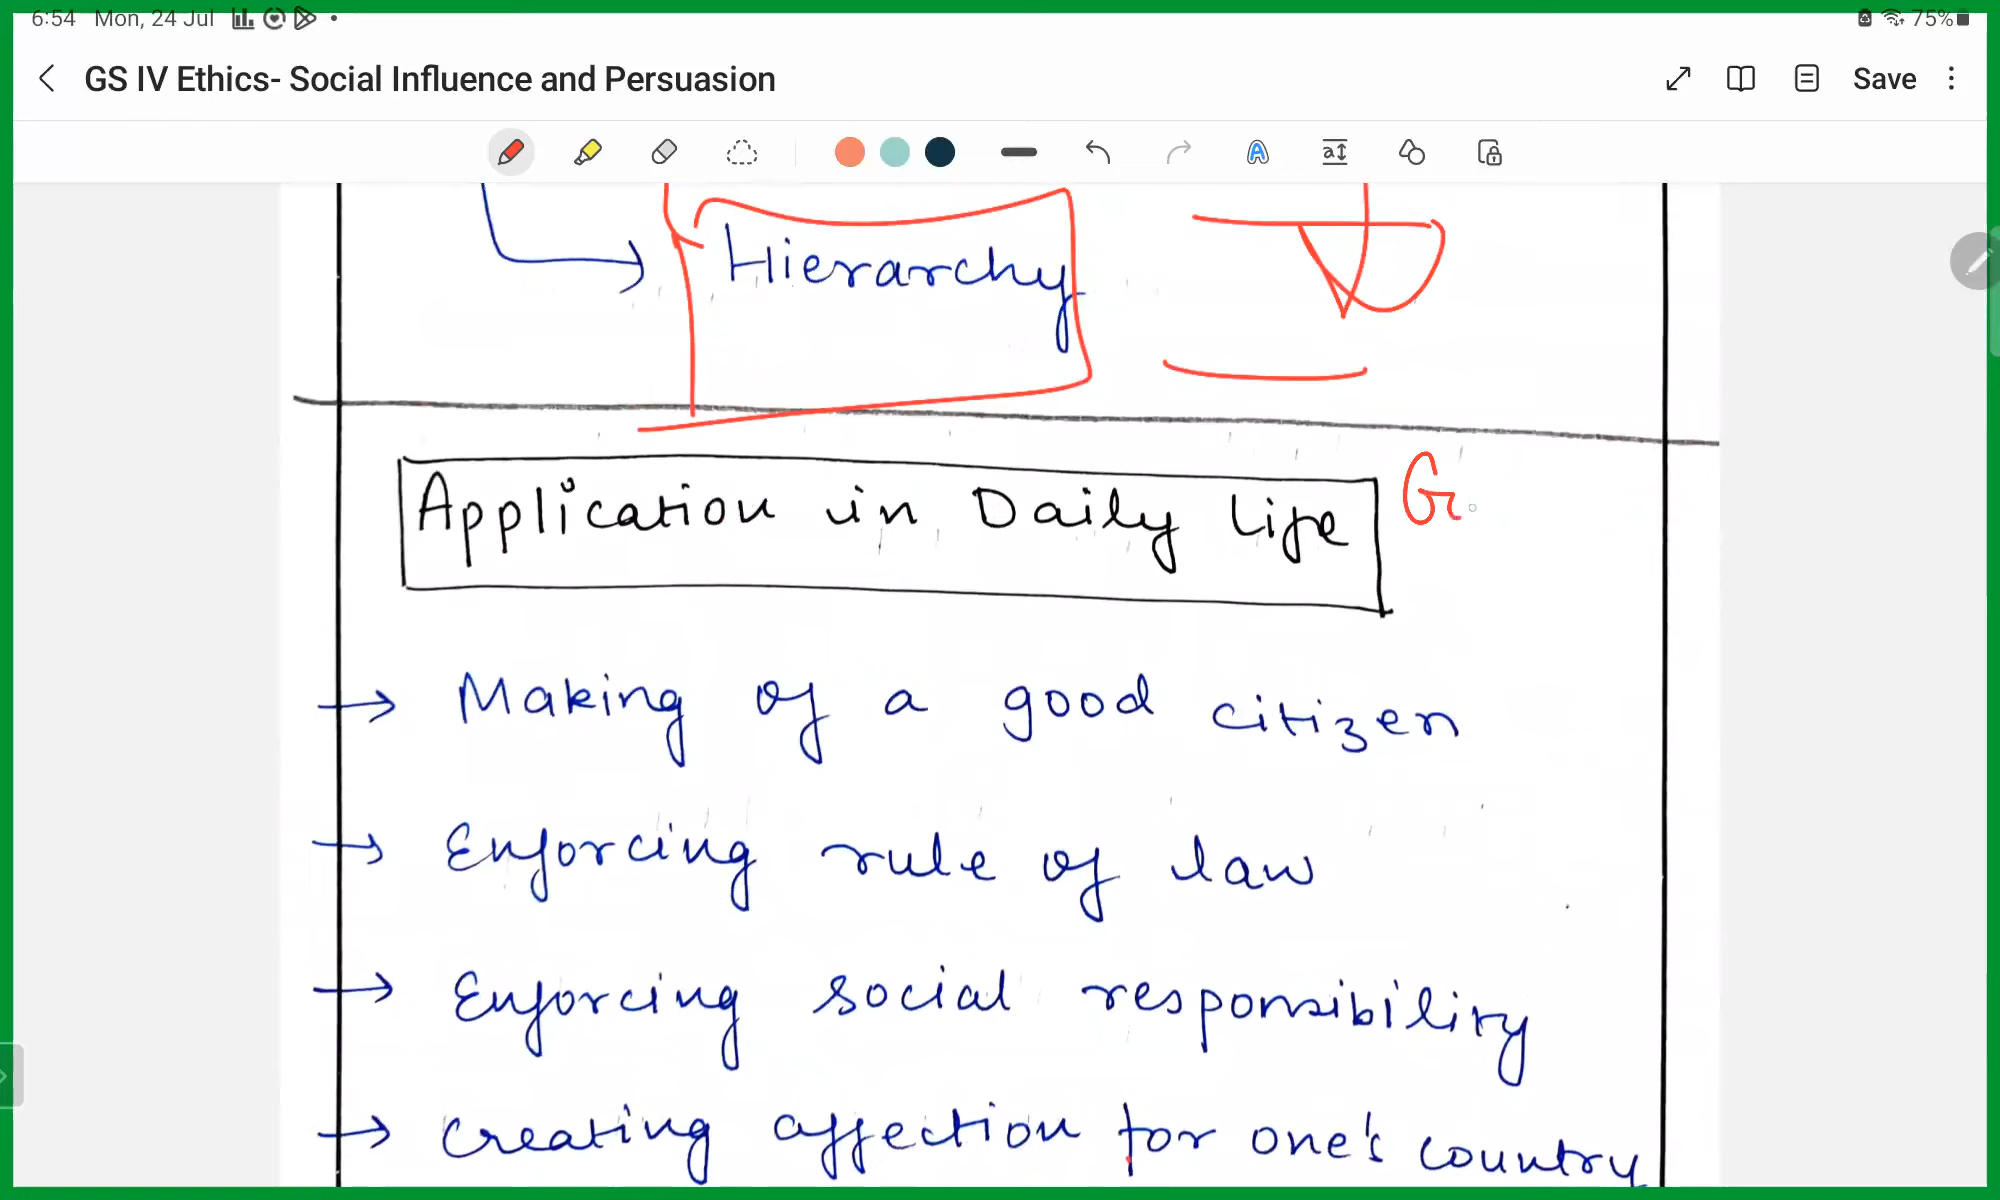 6:54 Mon, 24 Jul 75%
GS IV Ethics- Social Influence and Persuasion
Save
Hierarchy
Application in Daily Life
G
→ Making of a good citizen
→ Enforcing rule of law
→ Enforcing social responsibility
→ Creating affection for one's country